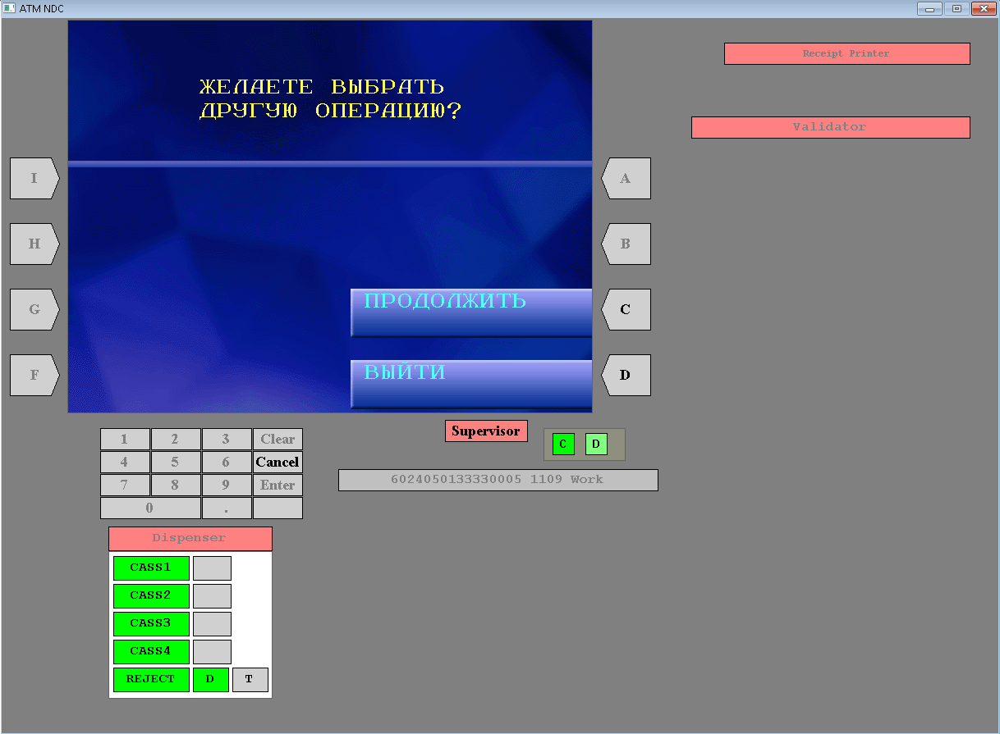 ATM NDC
Receipt Printer
ЖЕЛАЕТЕ ВЫБРАТЬ
ДРУГУЮ ОПЕРАЦИЮ?
Validator
I
A
H
B
ПРОДОЛЖИТЬ
G
C
ВЫЙТИ
F
D
Supervisor
C D
1 2 3 Clear
4 5 6 Cancel
7 8 9 Enter
0 .
6024050133330005 1109 Work
Dispenser
CASS1
CASS2
CASS3
CASS4
REJECT D T